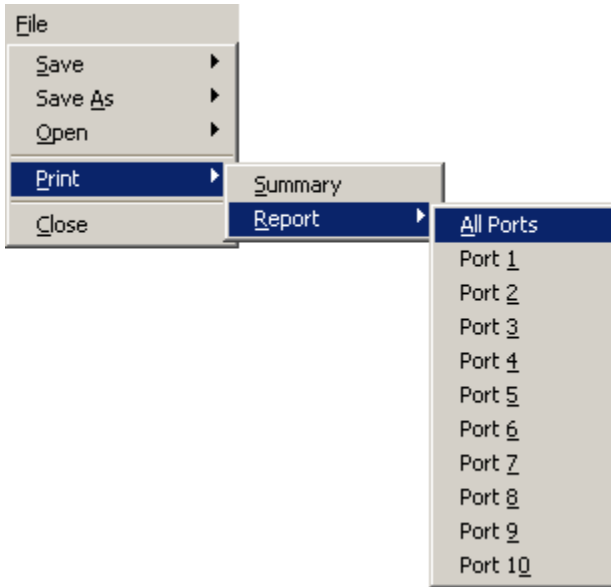 File
Save
Save As
Open
Print
Close
Summary
Report
All Ports
Port 1
Port 2
Port 3
Port 4
Port 5
Port 6
Port 7
Port 8
Port 9
Port 10